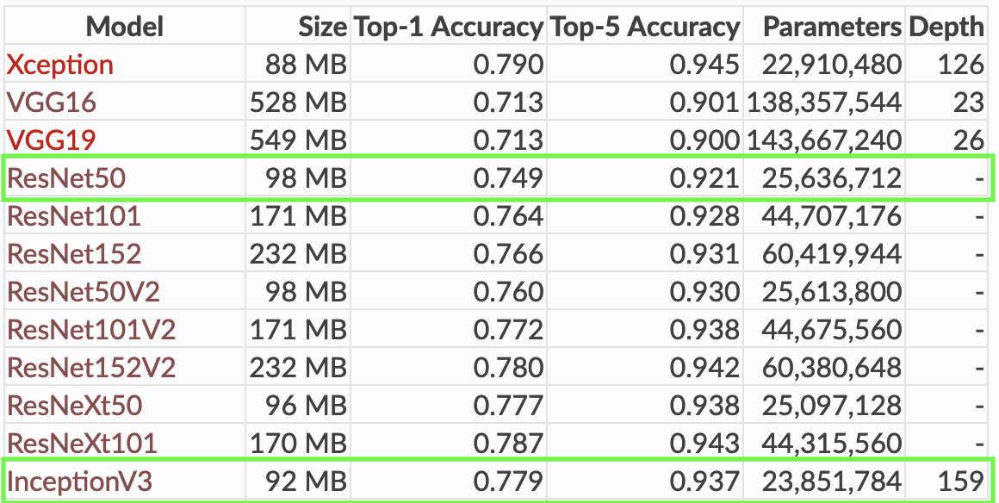 Model Size Top-1 Accuracy Top-5 Accuracy Parameters Depth
Xception 88 MB 0.790 0.945 22,910,480 126
VGG16 528 MB 0.713 0.901 138,357,544 23
VGG19 549 MB 0.713 0.900 143,667,240 26
ResNet50 98 MB 0.749 0.921 25,636,712 -
ResNet101 171 MB 0.764 0.928 44,707,176 -
ResNet152 232 MB 0.766 0.931 60,419,944 -
ResNet50V2 98 MB 0.760 0.930 25,613,800 -
ResNet101V2 171 MB 0.772 0.938 44,675,560 -
ResNet152V2 232 MB 0.780 0.942 60,380,648 -
ResNeXt50 96 MB 0.777 0.938 25,097,128 -
ResNeXt101 170 MB 0.787 0.943 44,315,560 -
InceptionV3 92 MB 0.779 0.937 23,851,784 159